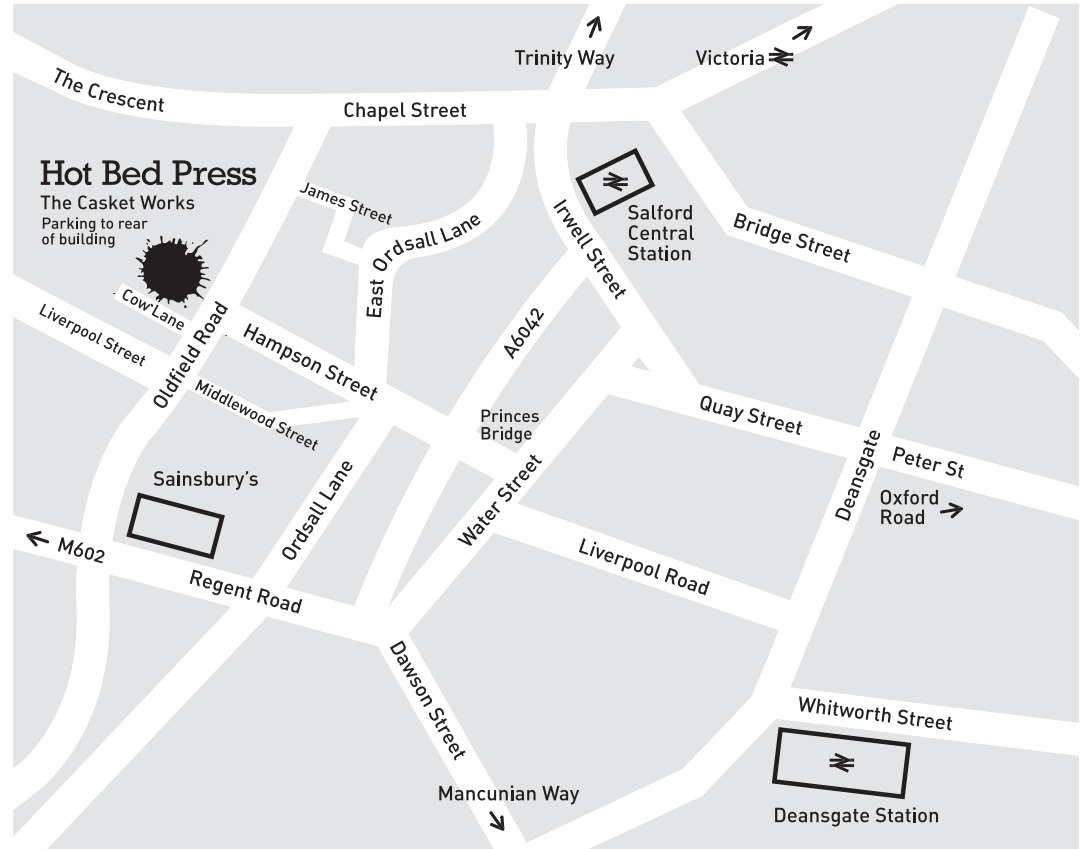 Trinity Way
Victoria
The Crescent
Chapel Street
Hot Bed Press
The Casket Works
Parking to rear
of building
James Street
East Ordsall Lane
Irwell Street
Salford
Central
Station
Bridge Street
Cow Lane
Liverpool Street
Oldfield Road
Hampson Street
A6042
Middlewood Street
Princes
Bridge
Quay Street
Peter St
Deansgate
Oxford
Road
Sainsbury's
Ordsall Lane
Water Street
M602
Regent Road
Liverpool Road
Dawson Street
Whitworth Street
Mancunian Way
Deansgate Station